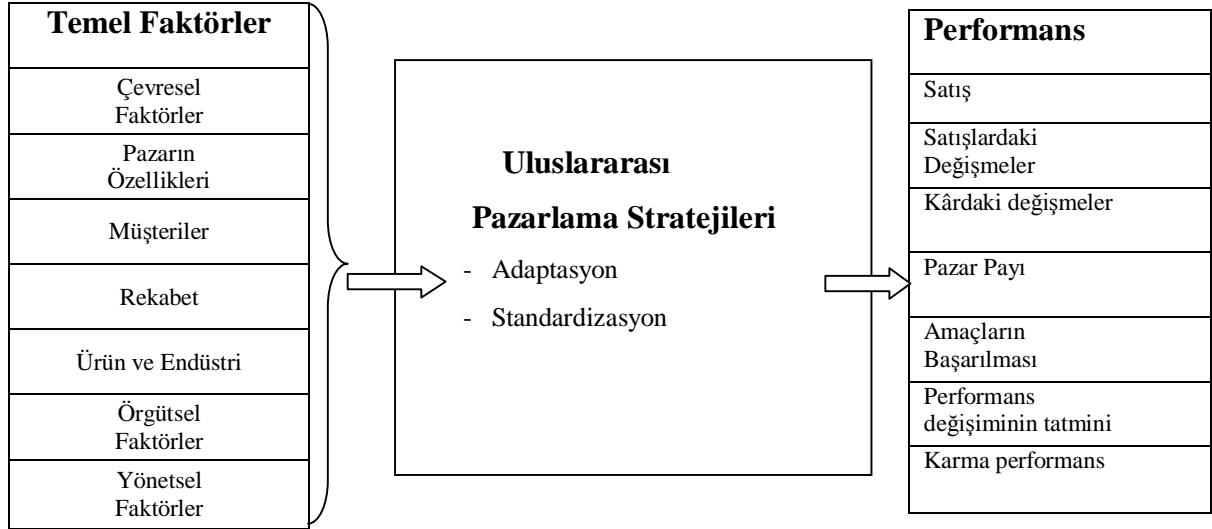 Temel Faktörler
Çevresel
Faktörler
Pazarın
Özellikleri
Müşteriler
Rekabet
Ürün ve Endüstri
Örgütsel
Faktörler
Yönetsel
Faktörler
Uluslararası
Pazarlama Stratejileri
- Adaptasyon
- Standardizasyon
Performans
Satış
Satışlardaki
Değişmeler
Kârdaki değişmeler
Pazar Payı
Amaçların
Başarılması
Performans
değişiminin tatmini
Karma performans